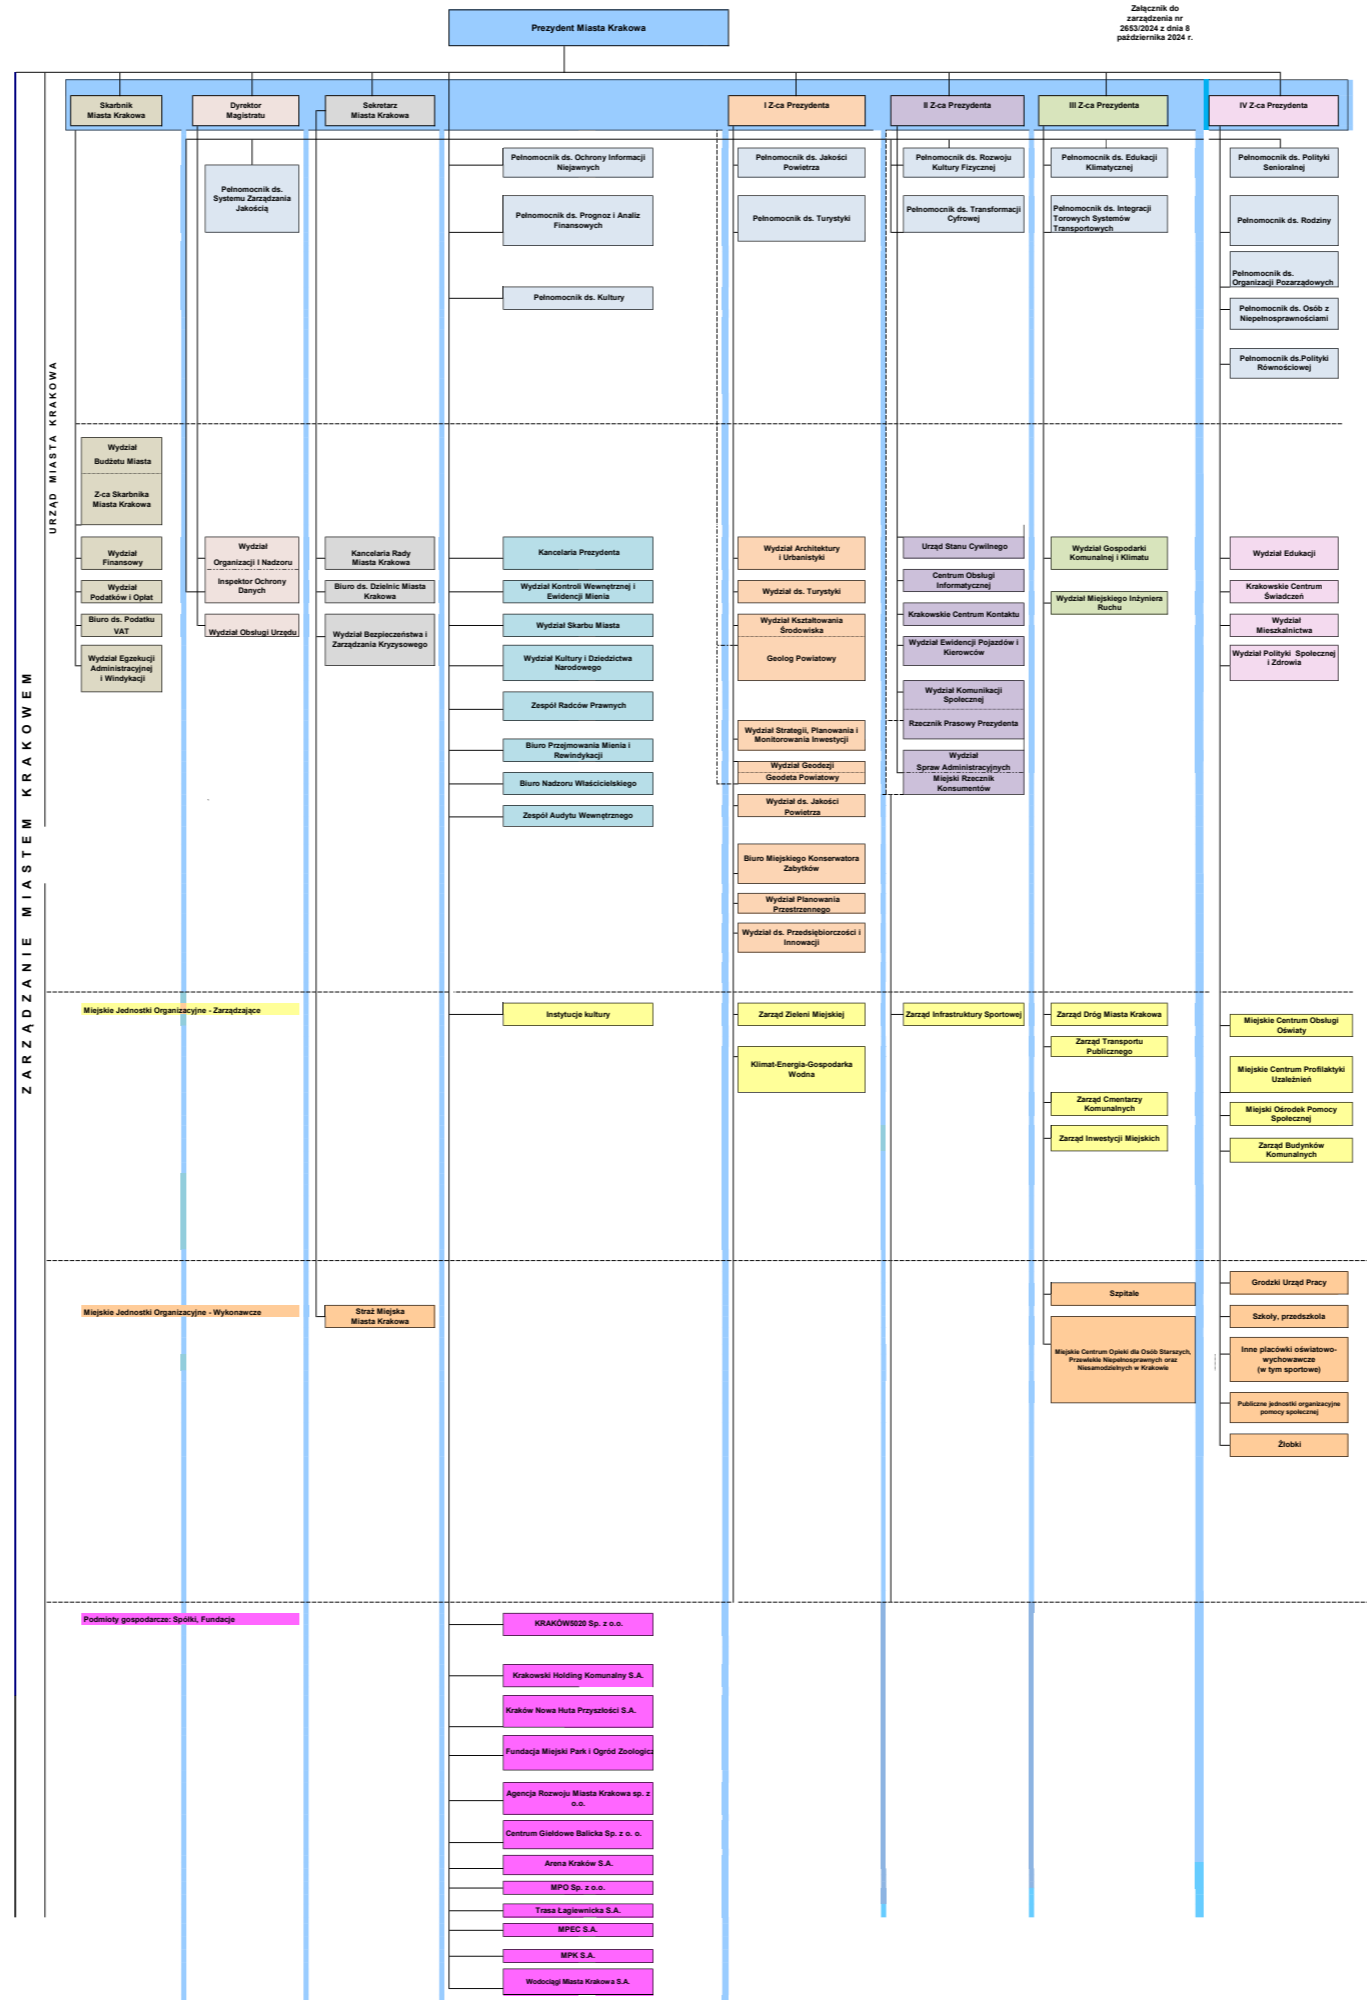 Załącznik do
zarządzenia nr
2653/2024 z dnia 8
października 2024 r.
Prezydent Miasta Krakowa
Skarbnik
Miasta Krakowa
Dyrektor
Magistratu
Sekretarz
Miasta Krakowa
I Z-ca Prezydenta
II Z-ca Prezydenta
III Z-ca Prezydenta
IV Z-ca Prezydenta
ZARZĄDZANIE MIASTEM KRAKOWEM
URZĄD MIASTA KRAKOWA
Pełnomocnik ds.
Systemu Zarządzania
Jakością
Pełnomocnik ds. Ochrony Informacji
Niejawnych
Pełnomocnik ds. Prognoz i Analiz
Finansowych
Pełnomocnik ds. Kultury
Pełnomocnik ds. Jakości
Powietrza
Pełnomocnik ds. Turystyki
Pełnomocnik ds. Rozwoju
Kultury Fizycznej
Pełnomocnik ds. Transformacji
Cyfrowej
Pełnomocnik ds. Edukacji
Klimatycznej
Pełnomocnik ds. Integracji
Torowych Systemów
Transportowych
Pełnomocnik ds. Polityki
Senioralnej
Pełnomocnik ds. Rodziny
Pełnomocnik ds.
Organizacji Pozarządowych
Pełnomocnik ds. Osób z
Niepełnosprawnościami
Pełnomocnik ds.Polityki
Równościowej
Wydział
Budżetu Miasta
Z-ca Skarbnika
Miasta Krakowa
Wydział
Finansowy
Wydział
Podatków i Opłat
Biuro ds. Podatku
VAT
Wydział Egzekucji
Administracyjnej
i Windykacji
Wydział
Organizacji I Nadzoru
Inspektor Ochrony
Danych
Wydział Obsługi Urzędu
Kancelaria Rady
Miasta Krakowa
Biuro ds. Dzielnic Miasta
Krakowa
Wydział Bezpieczeństwa i
Zarządzania Kryzysowego
Kancelaria Prezydenta
Wydział Kontroli Wewnętrznej i
Ewidencji Mienia
Wydział Skarbu Miasta
Wydział Kultury i Dziedzictwa
Narodowego
Zespół Radców Prawnych
Biuro Przejmowania Mienia i
Rewindykacji
Biuro Nadzoru Właścicielskiego
Zespół Audytu Wewnętrznego
Wydział Architektury
i Urbanistyki
Wydział ds. Turystyki
Wydział Kształtowania
Środowiska
Geolog Powiatowy
Wydział Strategii, Planowania i
Monitorowania Inwestycji
Wydział Geodezji
Geodeta Powiatowy
Wydział ds. Jakości
Powietrza
Biuro Miejskiego Konserwatora
Zabytków
Wydział Planowania
Przestrzennego
Wydział ds. Przedsiębiorczości i
Innowacji
Urząd Stanu Cywilnego
Centrum Obsługi
Informatycznej
Krakowskie Centrum Kontaktu
Wydział Ewidencji Pojazdów i
Kierowców
Wydział Komunikacji
Społecznej
Rzecznik Prasowy Prezydenta
Wydział
Spraw Administracyjnych
Miejski Rzecznik
Konsumentów
Wydział Gospodarki
Komunalnej i Klimatu
Wydział Miejskiego Inżyniera
Ruchu
Wydział Edukacji
Krakowskie Centrum
Świadczeń
Wydział
Mieszkalnictwa
Wydział Polityki Społecznej
i Zdrowia
Miejskie Jednostki Organizacyjne - Zarządzające
Instytucje kultury
Zarząd Zieleni Miejskiej
Klimat-Energia-Gospodarka
Wodna
Zarząd Infrastruktury Sportowej
Zarząd Dróg Miasta Krakowa
Zarząd Transportu
Publicznego
Zarząd Cmentarzy
Komunalnych
Zarząd Inwestycji Miejskich
Miejskie Centrum Obsługi
Oświaty
Miejskie Centrum Profilaktyki
Uzależnień
Miejski Ośrodek Pomocy
Społecznej
Zarząd Budynków
Komunalnych
Miejskie Jednostki Organizacyjne - Wykonawcze
Straż Miejska
Miasta Krakowa
Szpitale
Miejskie Centrum Opieki dla Osób Starszych,
Przewlekle Niepełnosprawnych oraz
Niesamodzielnych w Krakowie
Grodzki Urząd Pracy
Szkoły, przedszkola
Inne placówki oświatowo-
wychowawcze
(w tym sportowe)
Publiczne jednostki organizacyjne
pomocy społecznej
Żłobki
Podmioty gospodarcze: Spółki, Fundacje
KRAKÓW5020 Sp. z o.o.
Krakowski Holding Komunalny S.A.
Kraków Nowa Huta Przyszłości S.A.
Fundacja Miejski Park i Ogród Zoologicz
Agencja Rozwoju Miasta Krakowa sp. z
o.o.
Centrum Giełdowe Balicka Sp. z o. o.
Arena Kraków S.A.
MPO Sp. z o.o.
Trasa Łagiewnicka S.A.
MPEC S.A.
MPK S.A.
Wodociągi Miasta Krakowa S.A.